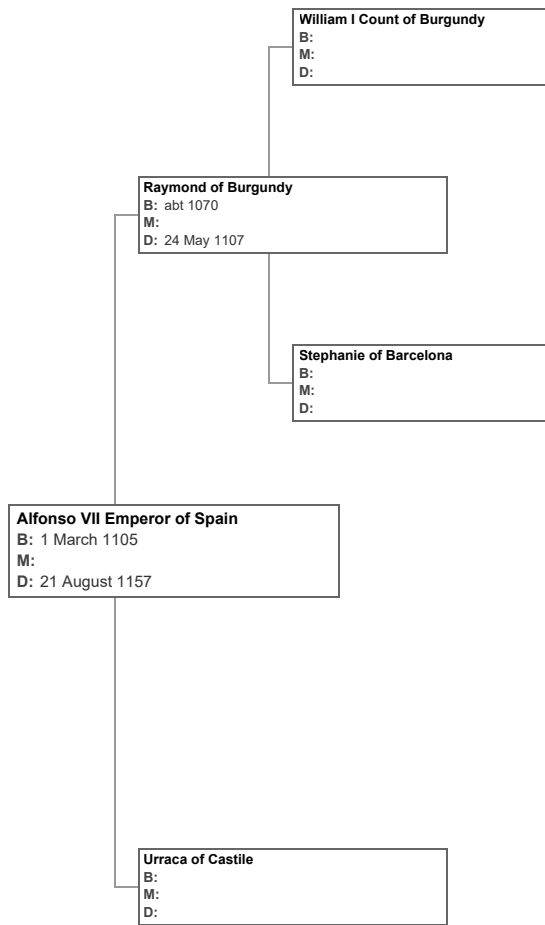 William I Count of Burgundy
B:
M:
D:
Raymond of Burgundy
B: abt 1070
M:
D: 24 May 1107
Stephanie of Barcelona
B:
M:
D:
Alfonso VII Emperor of Spain
B: 1 March 1105
M:
D: 21 August 1157
Urraca of Castile
B:
M:
D: